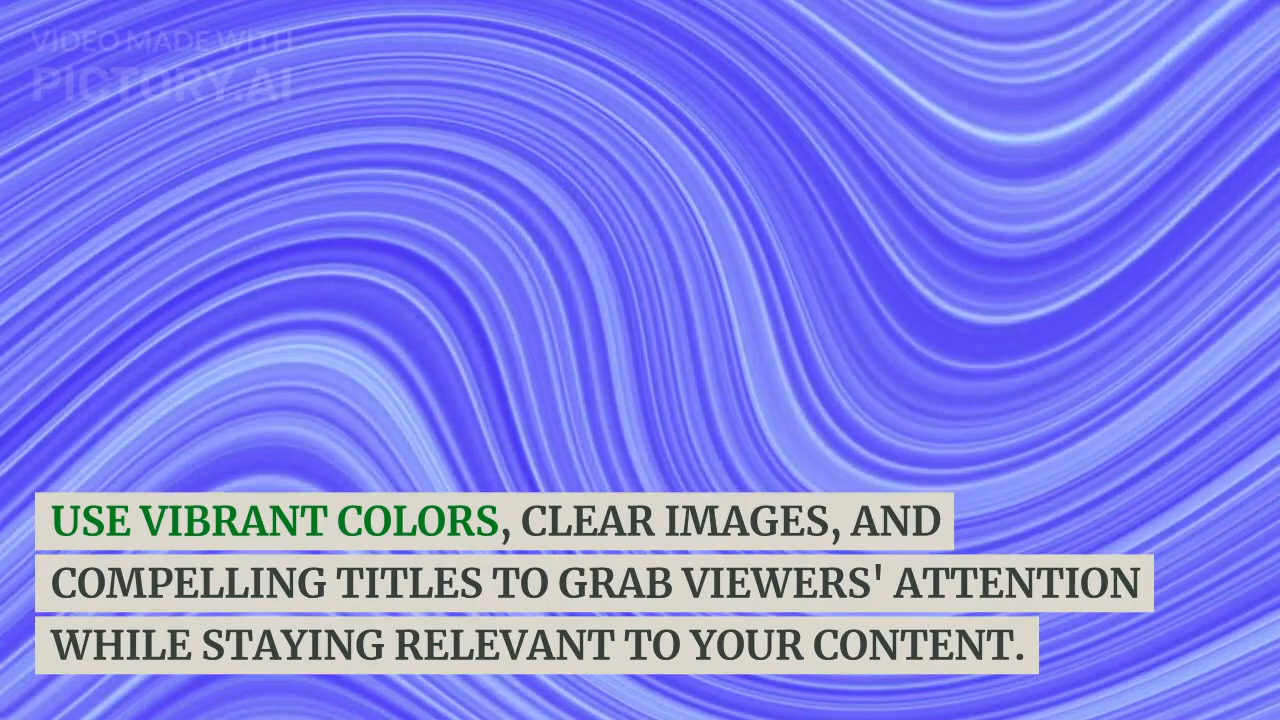 VIDEO MADE WITH
PICTORY.AI
USE VIBRANT COLORS, CLEAR IMAGES, AND
COMPELLING TITLES TO GRAB VIEWERS' ATTENTION
WHILE STAYING RELEVANT TO YOUR CONTENT.